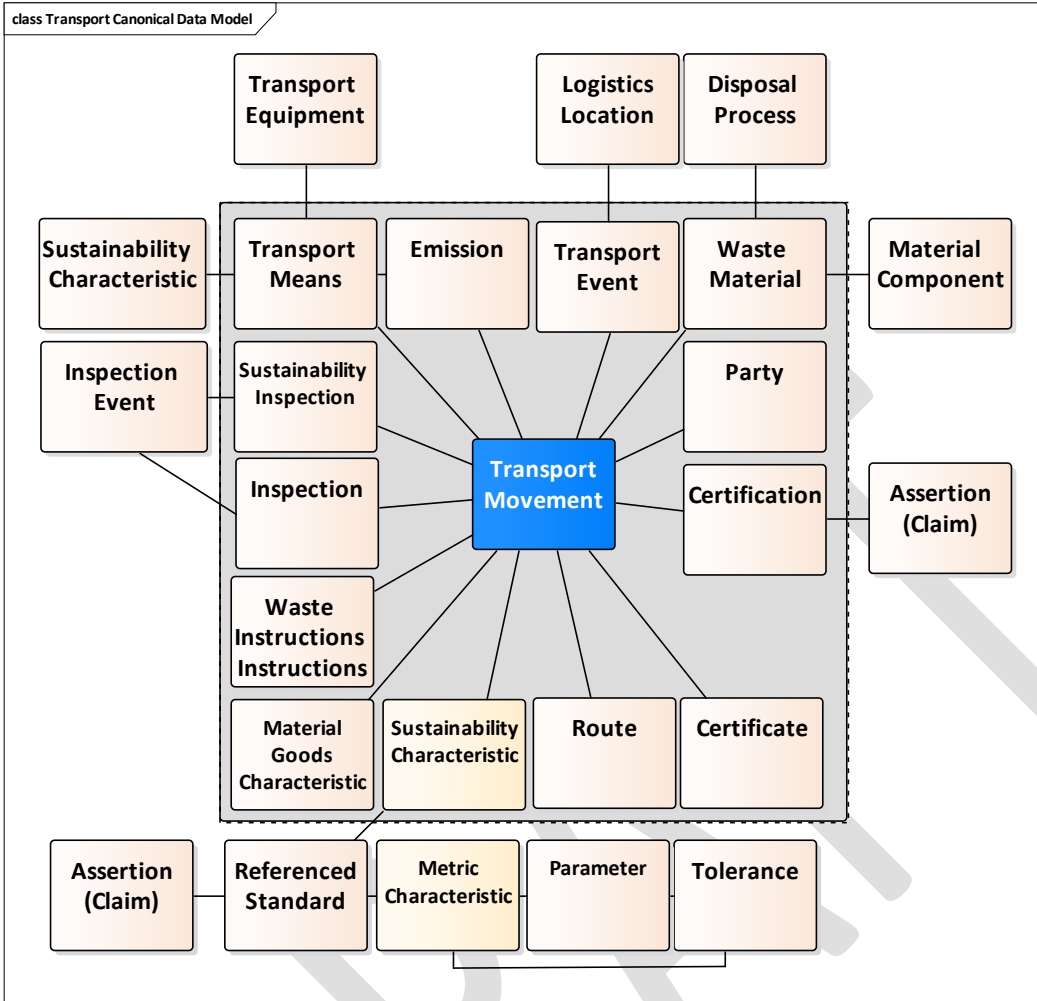 class Transport Canonical Data Model
Transport
Equipment
Logistics
Location
Disposal
Process
Sustainability
Characteristic
Transport
Means
Emission
Transport
Event
Waste
Material
Material
Component
Inspection
Event
Sustainability
Inspection
Party
Transport
Movement
Inspection
Certification
Assertion
(Claim)
Waste
Instructions
Instructions
Material
Goods
Characteristic
Sustainability
Characteristic
Route
Certificate
Assertion
(Claim)
Referenced
Standard
Metric
Characteristic
Parameter
Tolerance